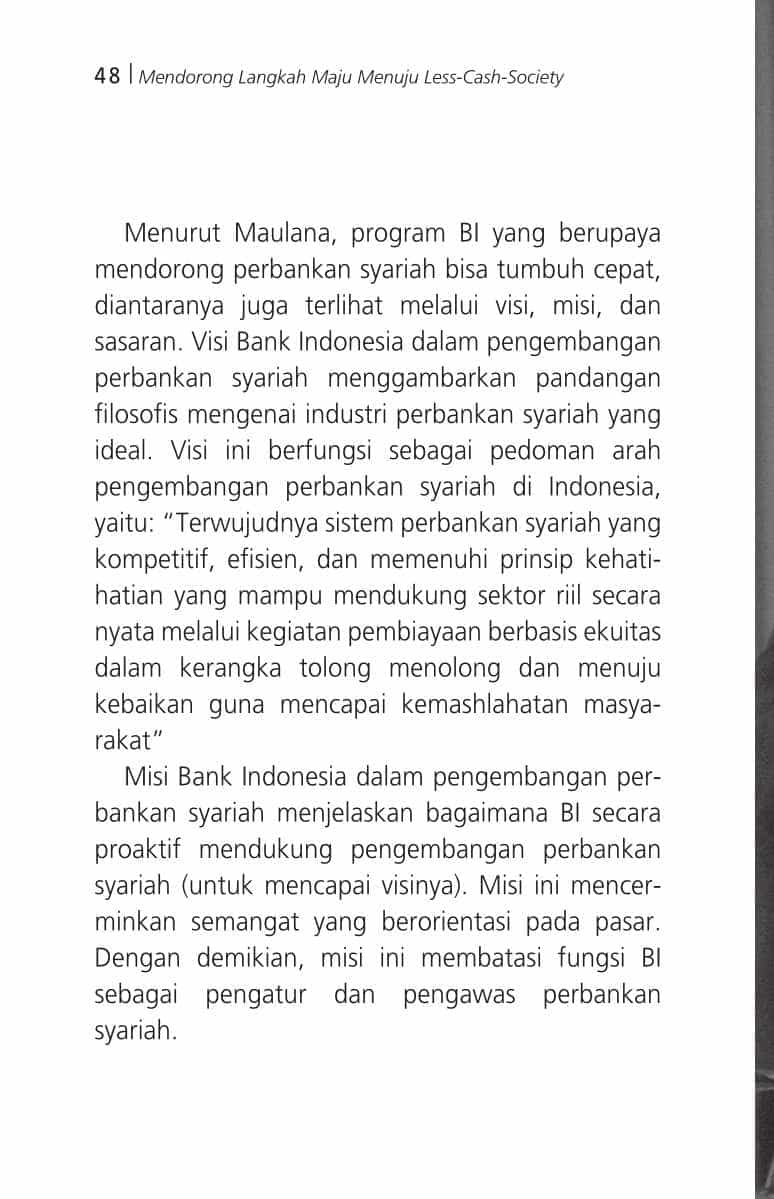 48 | Mendorong Langkah Maju Menuju Less-Cash-Society
Menurut Maulana, program BI yang berupaya
mendorong perbankan syariah bisa tumbuh cepat,
diantaranya juga terlihat melalui visi, misi, dan
sasaran. Visi Bank Indonesia dalam pengembangan
perbankan syariah menggambarkan pandangan
filosofis mengenai industri perbankan syariah yang
ideal. Visi ini berfungsi sebagai pedoman arah
pengembangan perbankan syariah di Indonesia,
yaitu: “Terwujudnya sistem perbankan syariah yang
kompetitif, efisien, dan memenuhi prinsip kehati-
hatian yang mampu mendukung sektor riil secara
nyata melalui kegiatan pembiayaan berbasis ekuitas
dalam kerangka tolong menolong dan menuju
kebaikan guna mencapai kemashlahatan masya-
rakat”
Misi Bank Indonesia dalam pengembangan per-
bankan syariah menjelaskan bagaimana BI secara
proaktif mendukung pengembangan perbankan
syariah (untuk mencapai visinya). Misi ini mencer-
minkan semangat yang berorientasi pada pasar.
Dengan demikian, misi ini membatasi fungsi BI
sebagai pengatur dan pengawas perbankan
syariah.